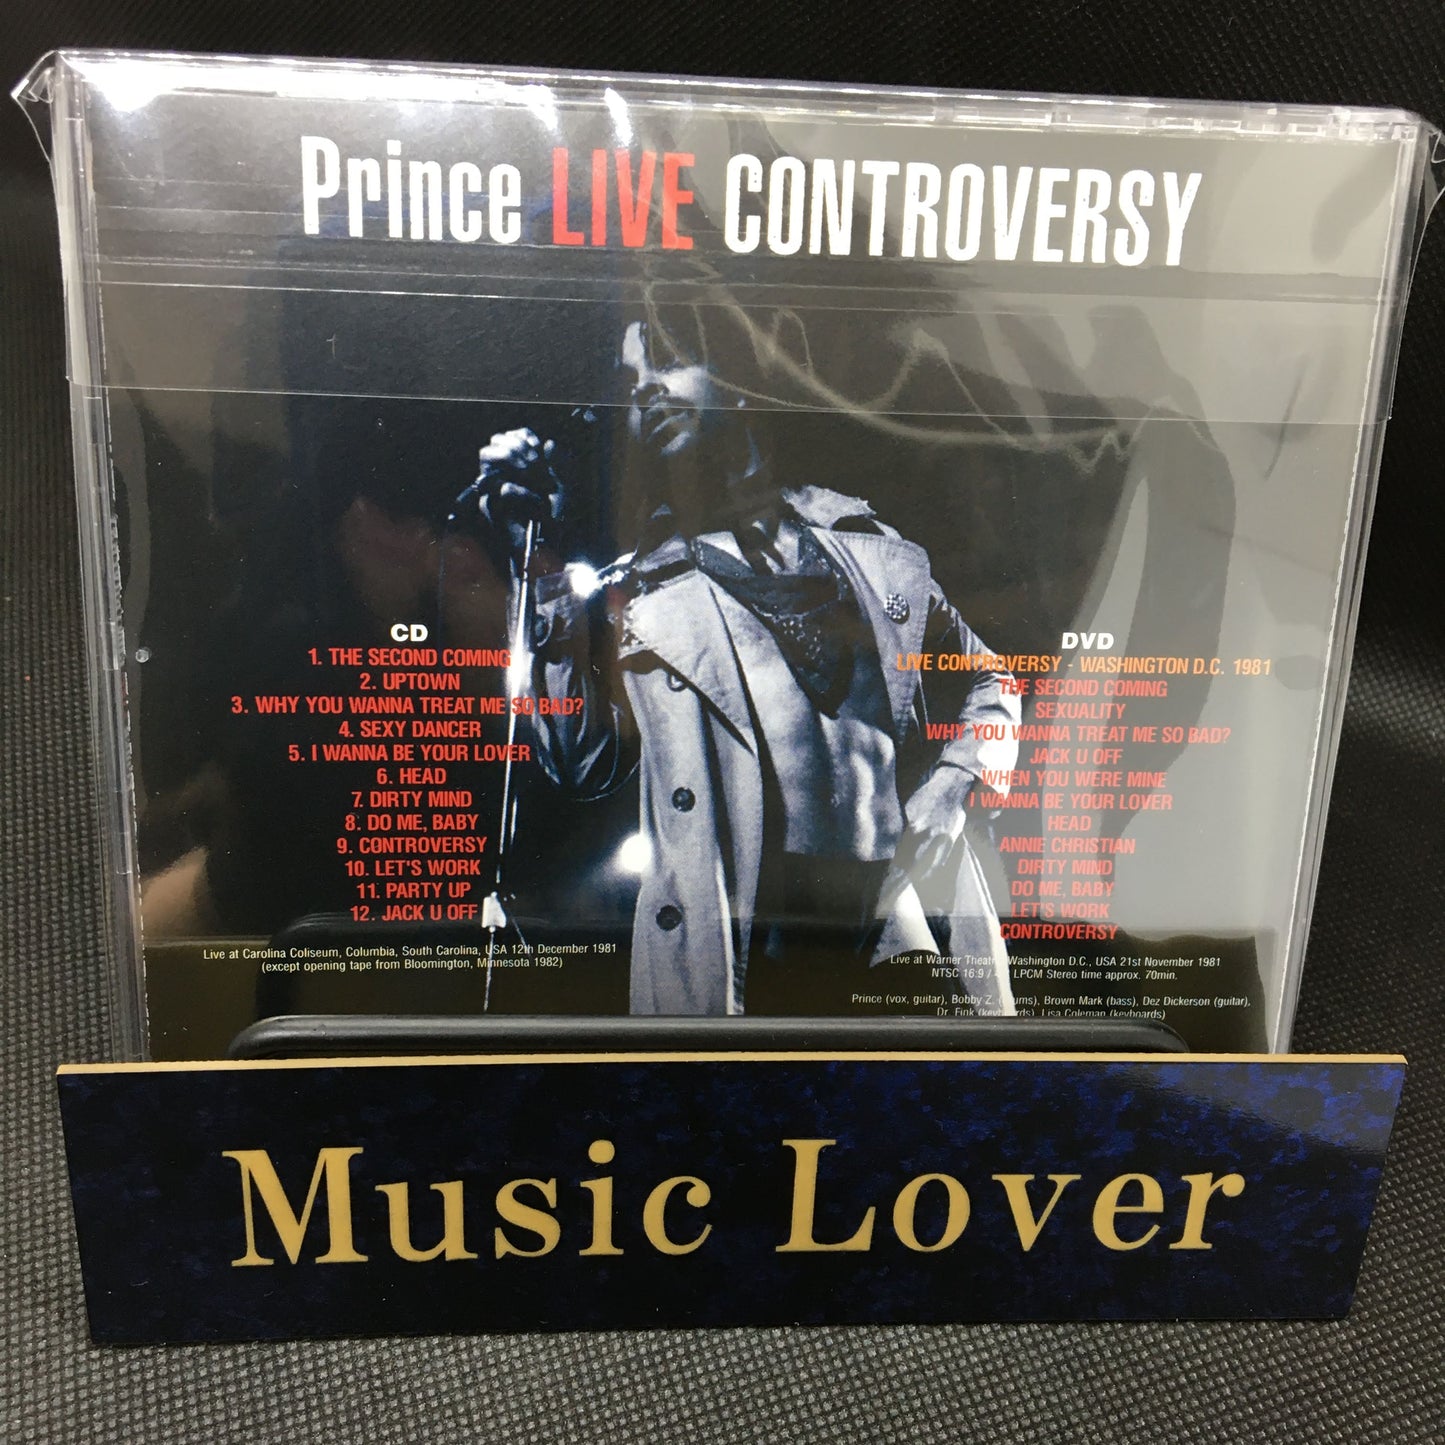 Prince LIVE CONTROVERSY
CD
1. THE SECOND COMING
2. UPTOWN
3. WHY YOU WANNA TREAT ME SO BAD?
4. SEXY DANCER
5. I WANNA BE YOUR LOVER
6. HEAD
7. DIRTY MIND
8. DO ME, BABY
9. CONTROVERSY
10. LET'S WORK
11. PARTY UP
12. JACK U OFF
Live at Carolina Coliseum, Columbia, South Carolina, USA 12th December 1981
(except opening tape from Bloomington, Minnesota 1982)
DVD
LIVE CONTROVERSY - WASHINGTON D.C. 1981
THE SECOND COMING
SEXUALITY
WHY YOU WANNA TREAT ME SO BAD?
JACK U OFF
WHEN YOU WERE MINE
I WANNA BE YOUR LOVER
HEAD
ANNIE CHRISTIAN
DIRTY MIND
DO ME, BABY
LET'S WORK
CONTROVERSY
Live at Warner Theatre, Washington D.C., USA 21st November 1981
NTSC 16:9 / LPCM Stereo time approx. 70min.
Prince (vox, guitar), Bobby Z. (drums), Brown Mark (bass), Dez Dickerson (guitar),
Dr. Fink (keyboards), Lisa Coleman (keyboards)
Music Lover